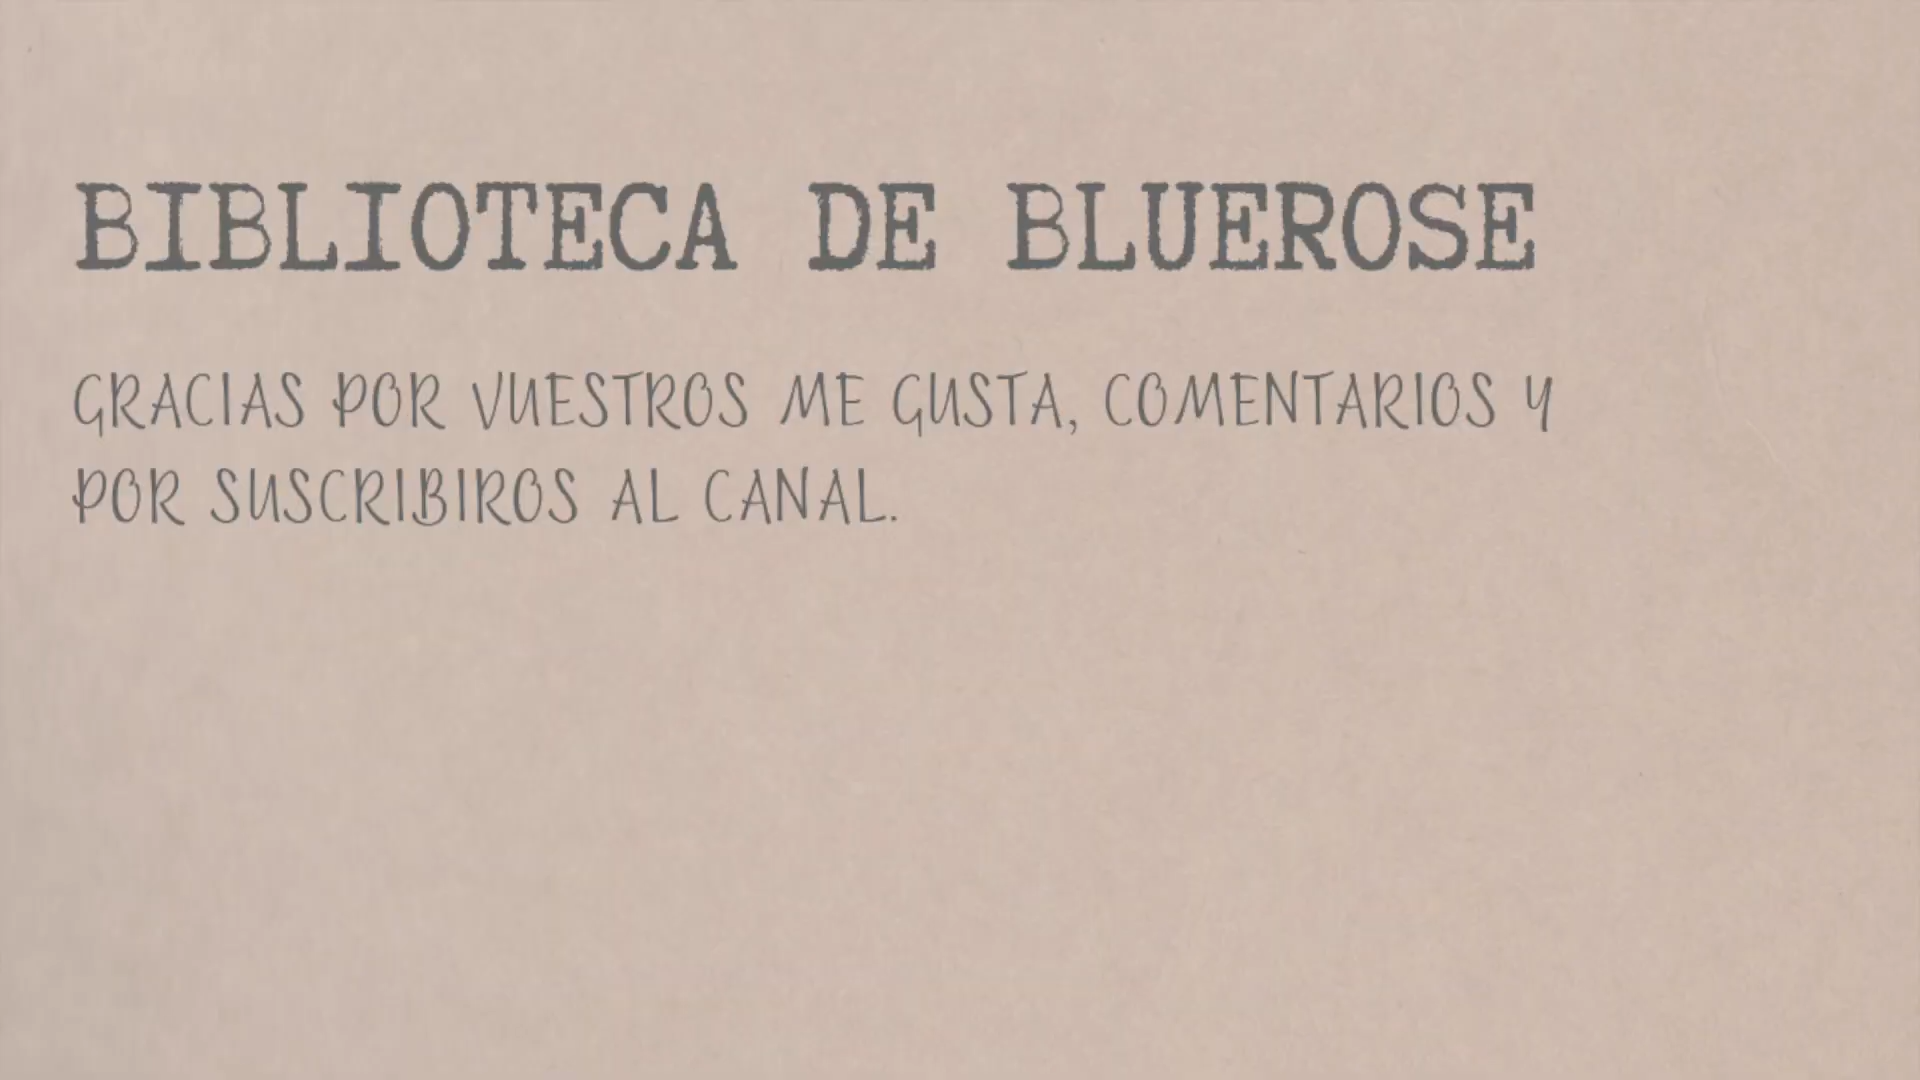 BIBLIOTECA DE BLUEROSE
GRACIAS POR VUESTROS ME GUSTA, COMENTARIOS Y
POR SUSCRIBIROS AL CANAL.